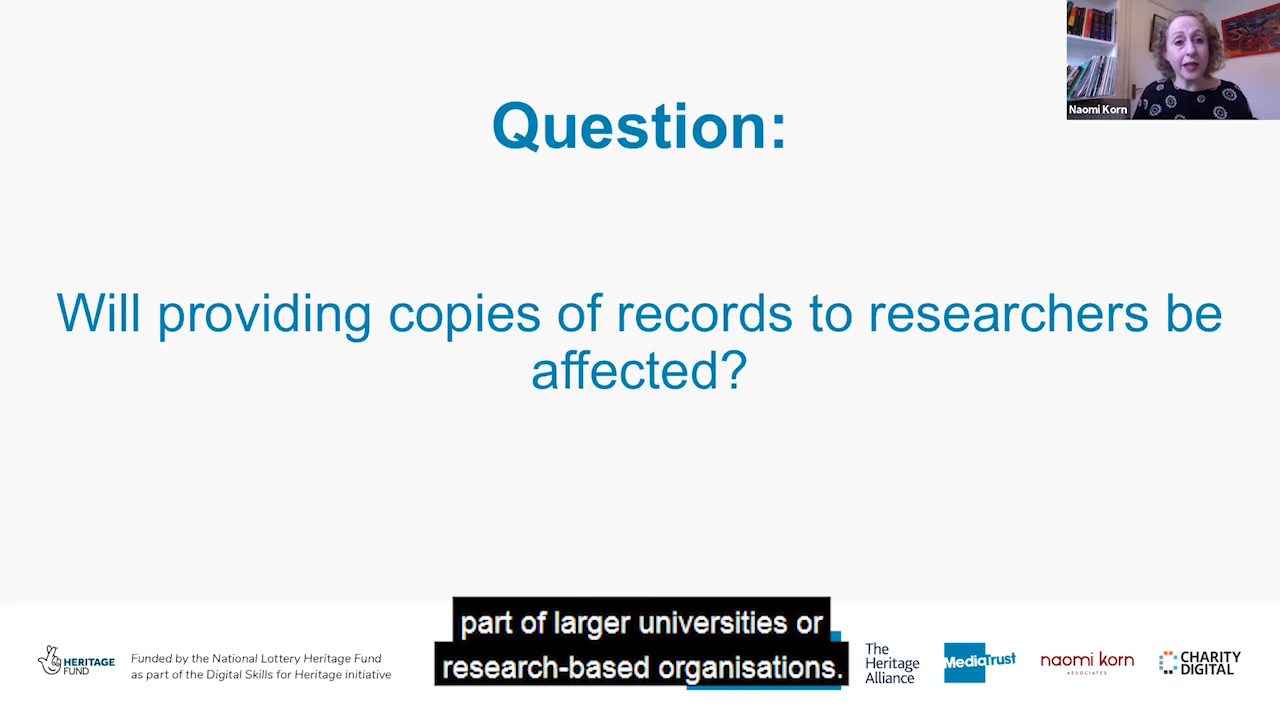 Naomi Korn
Question:
Will providing copies of records to researchers be
affected?
part of larger universities or
research-based organisations.
HERITAGE
FUND
Funded by the National Lottery Heritage Fund
as part of the Digital Skills for Heritage initiative
The
Heritage
Alliance
MediaTrust
naomi korn
ASSOCIATES
CHARITY
DIGITAL